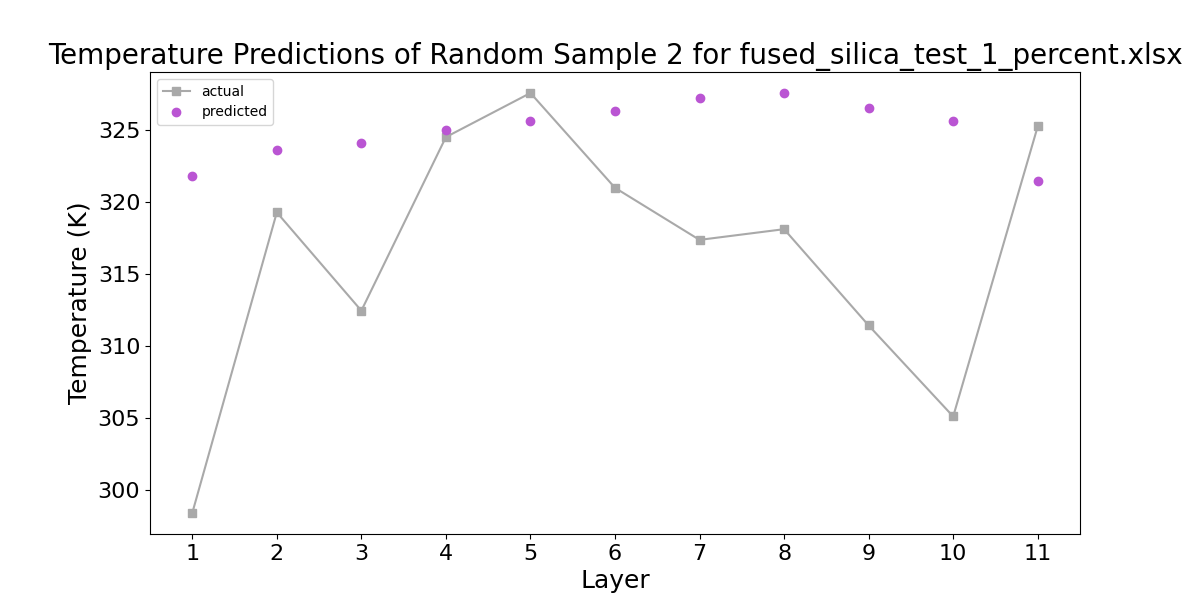 Temperature Predictions of Random Sample 2 for fused_silica_test_1_percent.xlsx
actual
predicted
325
320
315
310
305
300
Temperature (K)
1 2 3 4 5 6 7 8 9 10 11
Layer